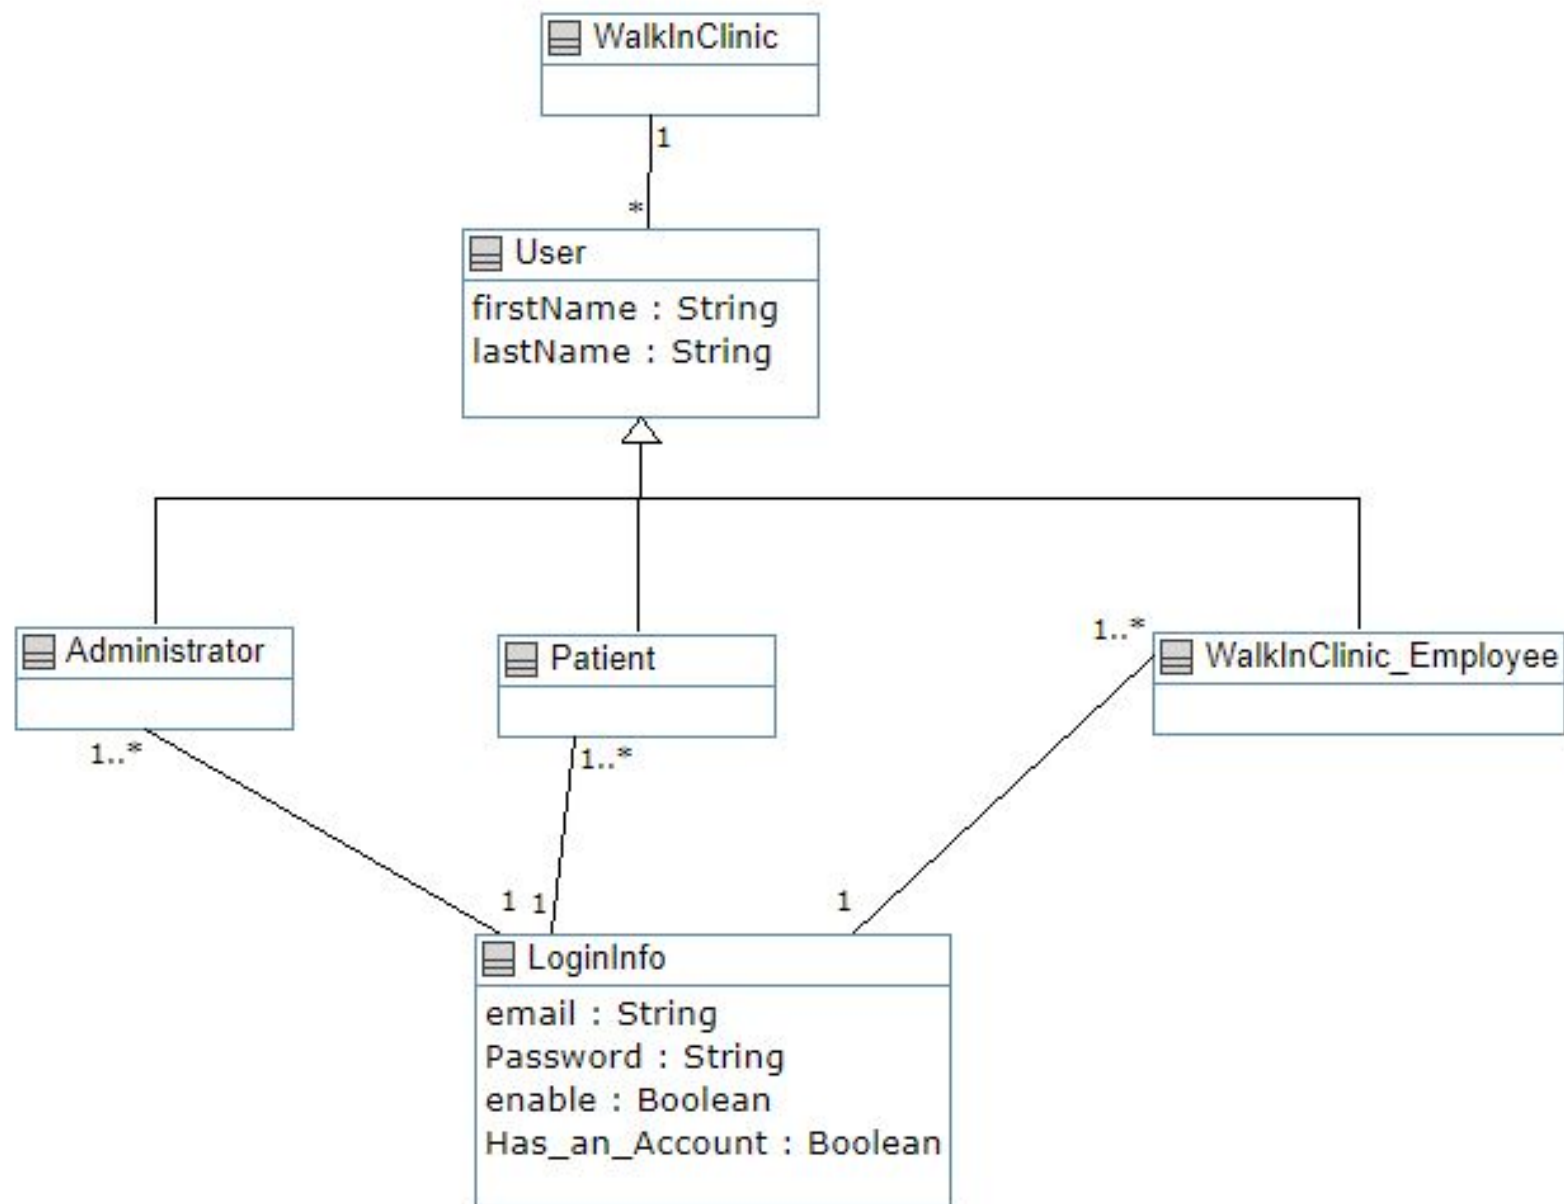 WalkInClinic
1
*
User
firstName : String
lastName : String
Administrator
Patient
1..*
WalkInClinic_Employee
1..*
1..*
1
1
1
LoginInfo
email : String
Password : String
enable : Boolean
Has_an_Account : Boolean